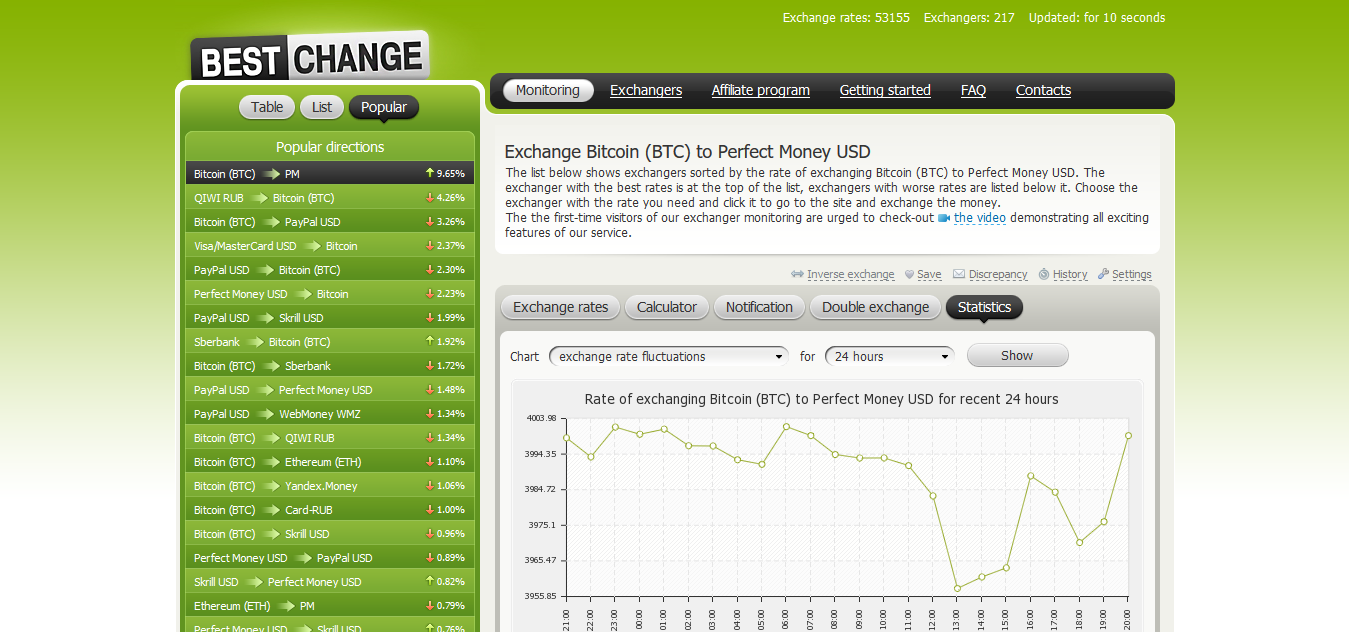 Exchange rates: 53155 Exchangers: 217 Updated: for 10 seconds
BEST CHANGE
Monitoring Exchangers Affiliate program Getting started FAQ Contacts
Table List Popular
Popular directions
Bitcoin (BTC) PM 9.65%
QIWI RUB Bitcoin (BTC) 4.26%
Bitcoin (BTC) PayPal USD 3.26%
Visa/MasterCard USD Bitcoin 2.37%
PayPal USD Bitcoin (BTC) 2.30%
Perfect Money USD Bitcoin 2.23%
PayPal USD Skrill USD 1.99%
Sberbank Bitcoin (BTC) 1.92%
Bitcoin (BTC) Sberbank 1.72%
PayPal USD Perfect Money USD 1.48%
PayPal USD WebMoney WMZ 1.34%
Bitcoin (BTC) QIWI RUB 1.34%
Bitcoin (BTC) Ethereum (ETH) 1.10%
Bitcoin (BTC) Yandex.Money 1.06%
Bitcoin (BTC) Card-RUB 1.00%
Bitcoin (BTC) Skrill USD 0.96%
Perfect Money USD PayPal USD 0.89%
Skrill USD Perfect Money USD 0.82%
Ethereum (ETH) PM 0.79%
Perfect Money USD Skrill USD 0.76%
Exchange Bitcoin (BTC) to Perfect Money USD
The list below shows exchangers sorted by the rate of exchanging Bitcoin (BTC) to Perfect Money USD. The
exchanger with the best rates is at the top of the list, exchangers with worse rates are listed below it. Choose the
exchanger with the rate you need and click it to go to the site and exchange the money.
The the first-time visitors of our exchanger monitoring are urged to check-out the video demonstrating all exciting
features of our service.
Inverse exchange Save Discrepancy History Settings
Exchange rates Calculator Notification Double exchange Statistics
Chart exchange rate fluctuations for 24 hours Show
Rate of exchanging Bitcoin (BTC) to Perfect Money USD for recent 24 hours
4003.98
3994.35
3984.72
3975.1
3965.47
3955.85
21:00 22:00 23:00 00:00 01:00 02:00 03:00 04:00 05:00 06:00 07:00 08:00 09:00 10:00 11:00 12:00 13:00 14:00 15:00 16:00 17:00 18:00 19:00 20:00